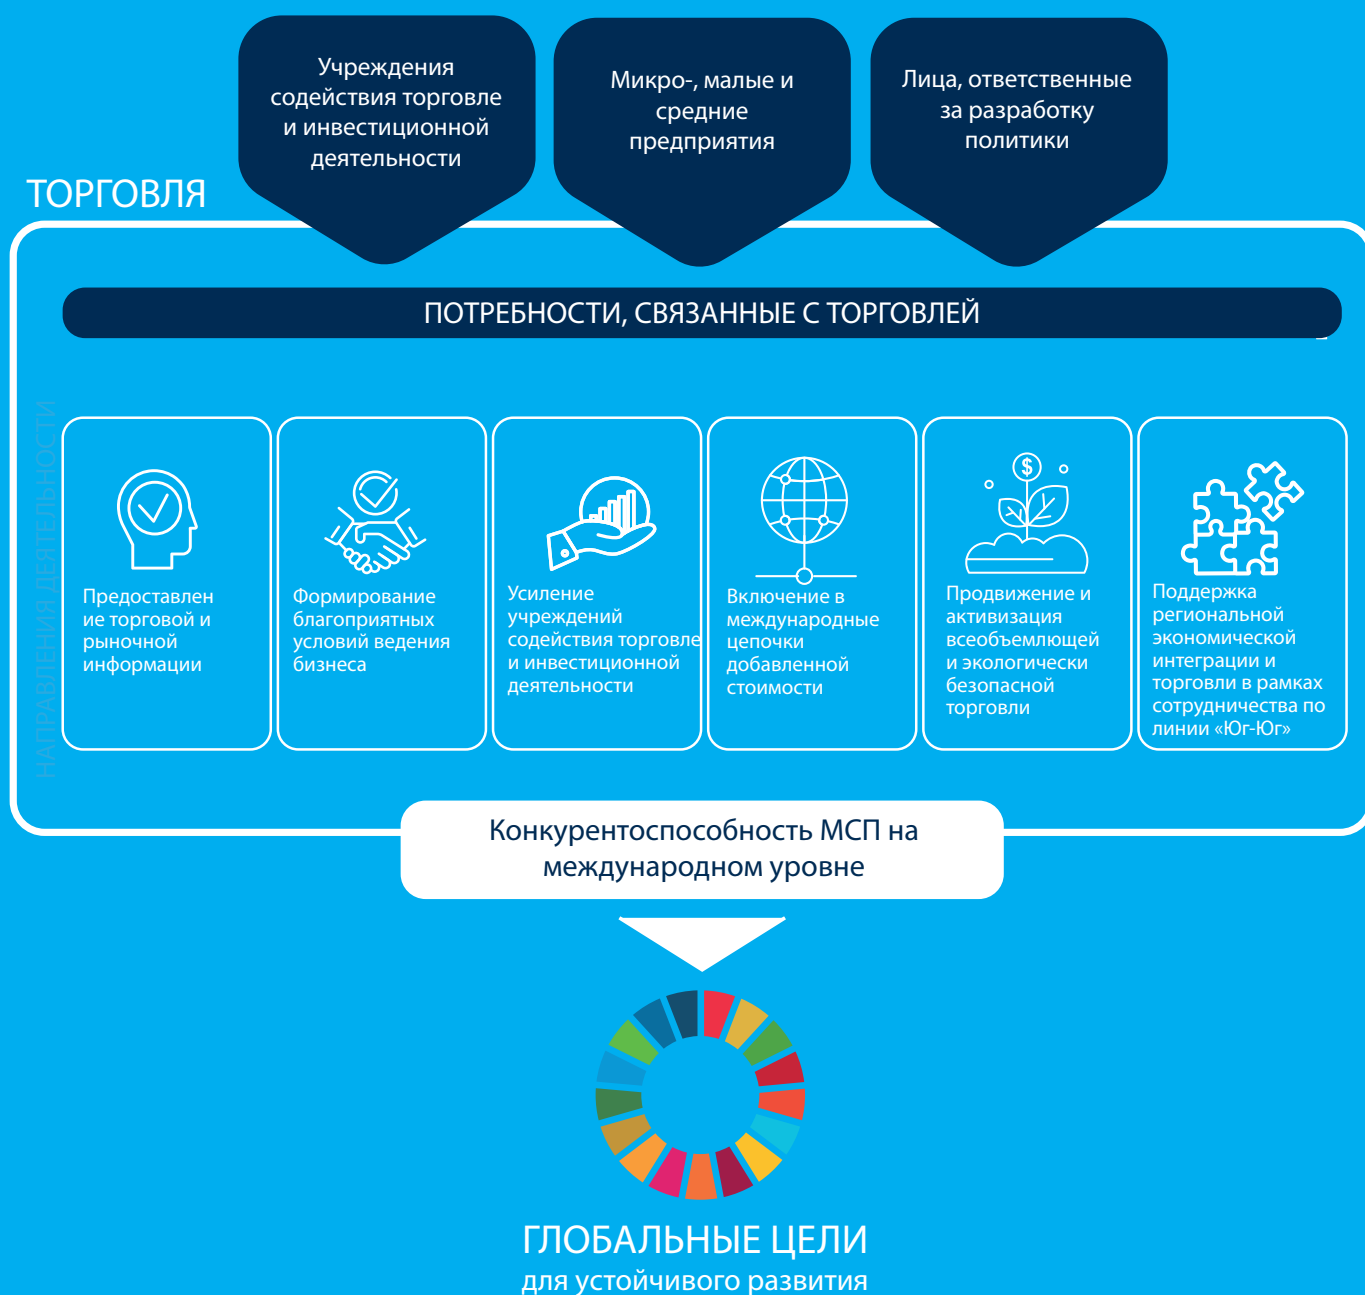 Учреждения
содействия торговле
и инвестиционной
деятельности
Микро-, малые и
средние
предприятия
Лица, ответственные
за разработку
политики
ТОРГОВЛЯ
ПОТРЕБНОСТИ, СВЯЗАННЫЕ С ТОРГОВЛЕЙ
НАПРАВЛЕНИЯ ДЕЯТЕЛЬНОСТИ
Предоставлен
ие торговой и
рыночной
информации
Формирование
благоприятных
условий ведения
бизнеса
Усиление
учреждений
содействия торговле
и инвестиционной
деятельности
Включение в
международные
цепочки
добавленной
стоимости
$
Продвижение и
активизация
всеобъемлющей
и экологически
безопасной
торговли
Поддержка
региональной
экономической
интеграции и
торговли в рамках
сотрудничества по
линии «Юг-Юг»
Конкурентоспособность МСП на
международном уровне
ГЛОБАЛЬНЫЕ ЦЕЛИ
для устойчивого развития